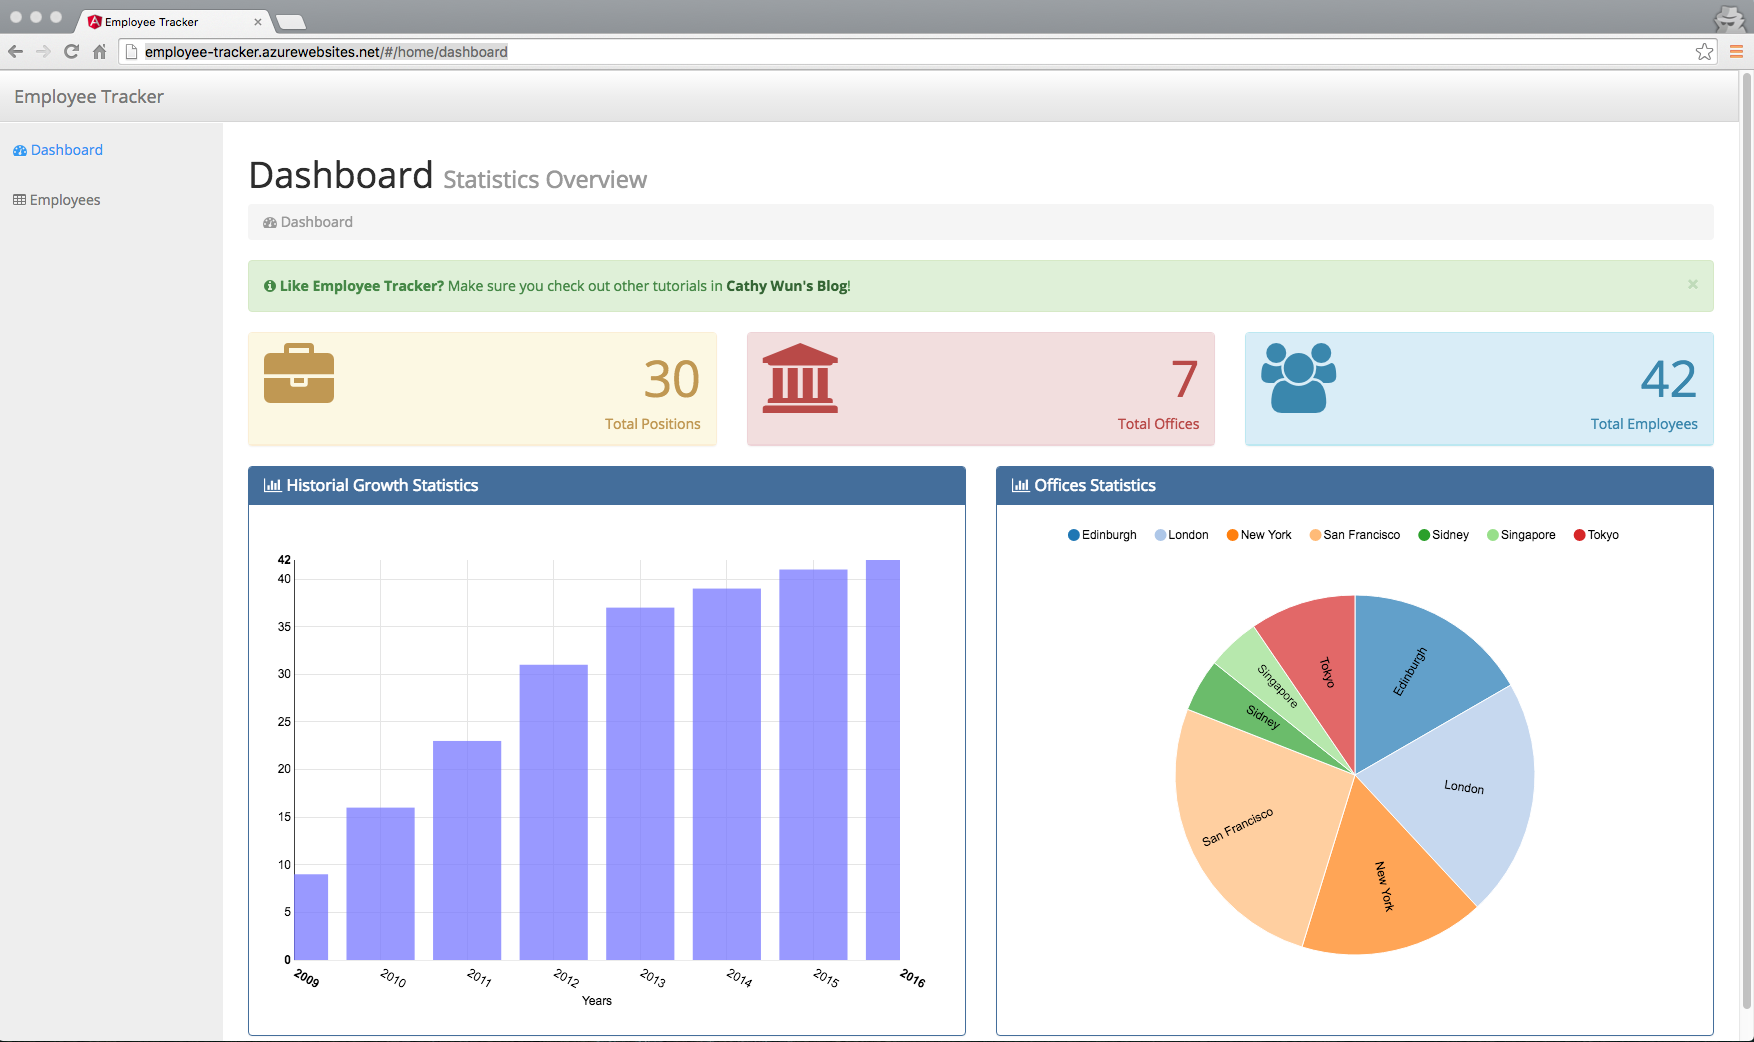 Employee Tracker
employee-tracker.azurewebsites.net/#/home/dashboard
Employee Tracker
Dashboard
Employees
Dashboard Statistics Overview
Dashboard
Like Employee Tracker? Make sure you check out other tutorials in Cathy Wun's Blog!
30
Total Positions
7
Total Offices
42
Total Employees
Historial Growth Statistics
42
40
35
30
25
20
15
10
5
0
2009 2010 2011 2012 2013 2014 2015 2016
Years
Offices Statistics
Edinburgh London New York San Francisco Sidney Singapore Tokyo
Edinburgh
London
New York
San Francisco
Sidney
Singapore
Tokyo